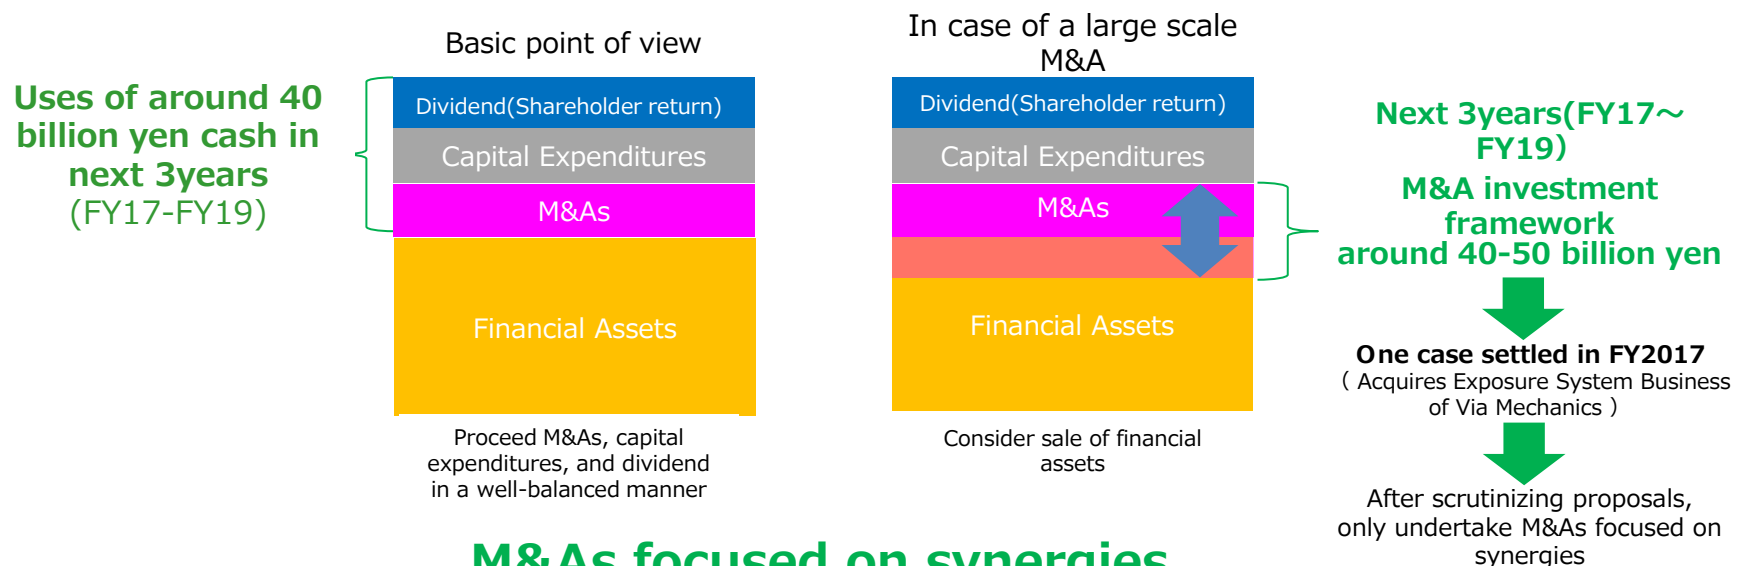 Basic point of view
In case of a large scale
M&A
Uses of around 40
billion yen cash in
next 3years
(FY17-FY19)
Dividend(Shareholder return)
Capital Expenditures
M&As
Financial Assets
Proceed M&As, capital
expenditures, and dividend
in a well-balanced manner
Dividend(Shareholder return)
Capital Expenditures
M&As
Financial Assets
Consider sale of financial
assets
Next 3years(FY17～
FY19）
M&A investment
framework
around 40-50 billion yen
One case settled in FY2017
（ Acquires Exposure System Business
of Via Mechanics ）
After scrutinizing proposals,
only undertake M&As focused on
synergies
M&As focused on synergies